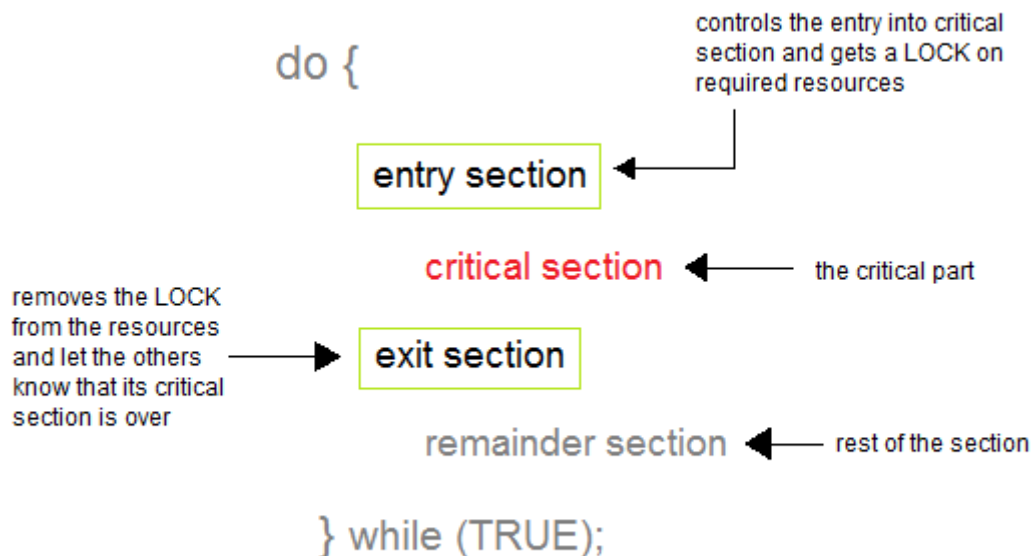 controls the entry into critical
section and gets a LOCK on
required resources
do {
entry section
critical section
the critical part
removes the LOCK
from the resources
and let the others
know that its critical
section is over
exit section
remainder section
rest of the section
} while (TRUE);